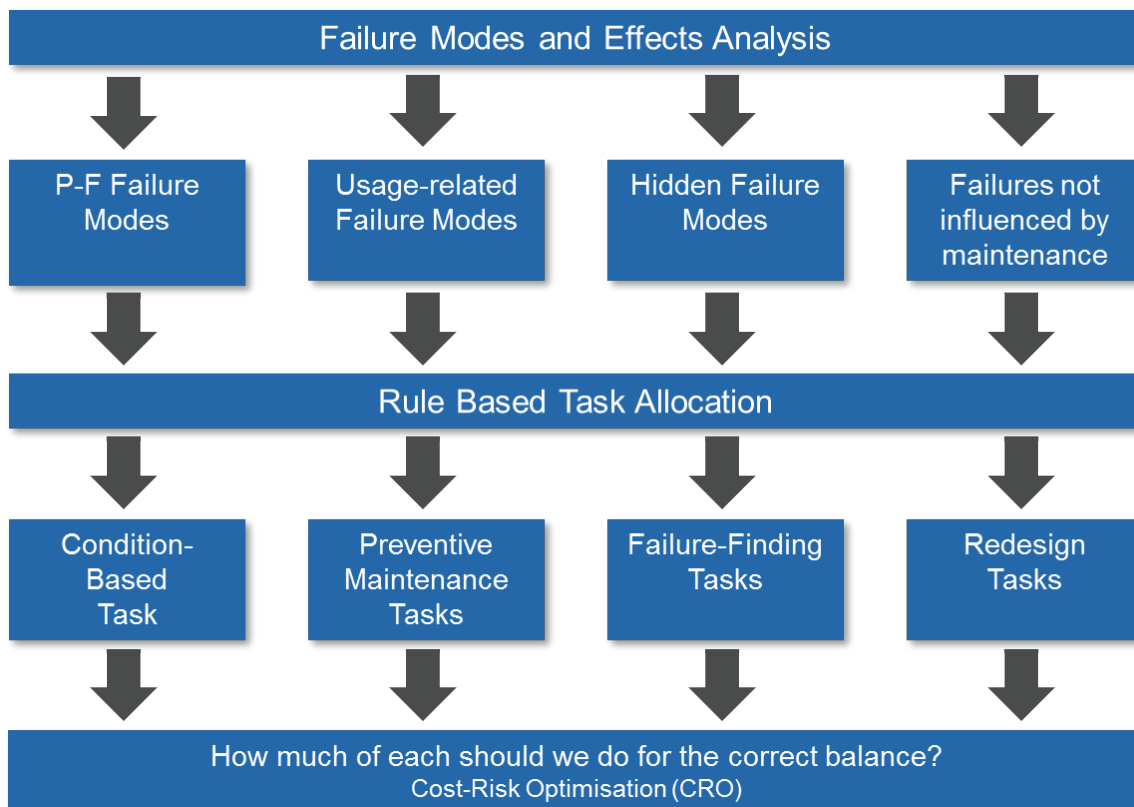 Failure Modes and Effects Analysis
P-F Failure
Modes
Usage-related
Failure Modes
Hidden Failure
Modes
Failures not
influenced by
maintenance
Rule Based Task Allocation
Condition-
Based
Task
Preventive
Maintenance
Tasks
Failure-Finding
Tasks
Redesign
Tasks
How much of each should we do for the correct balance?
Cost-Risk Optimisation (CRO)